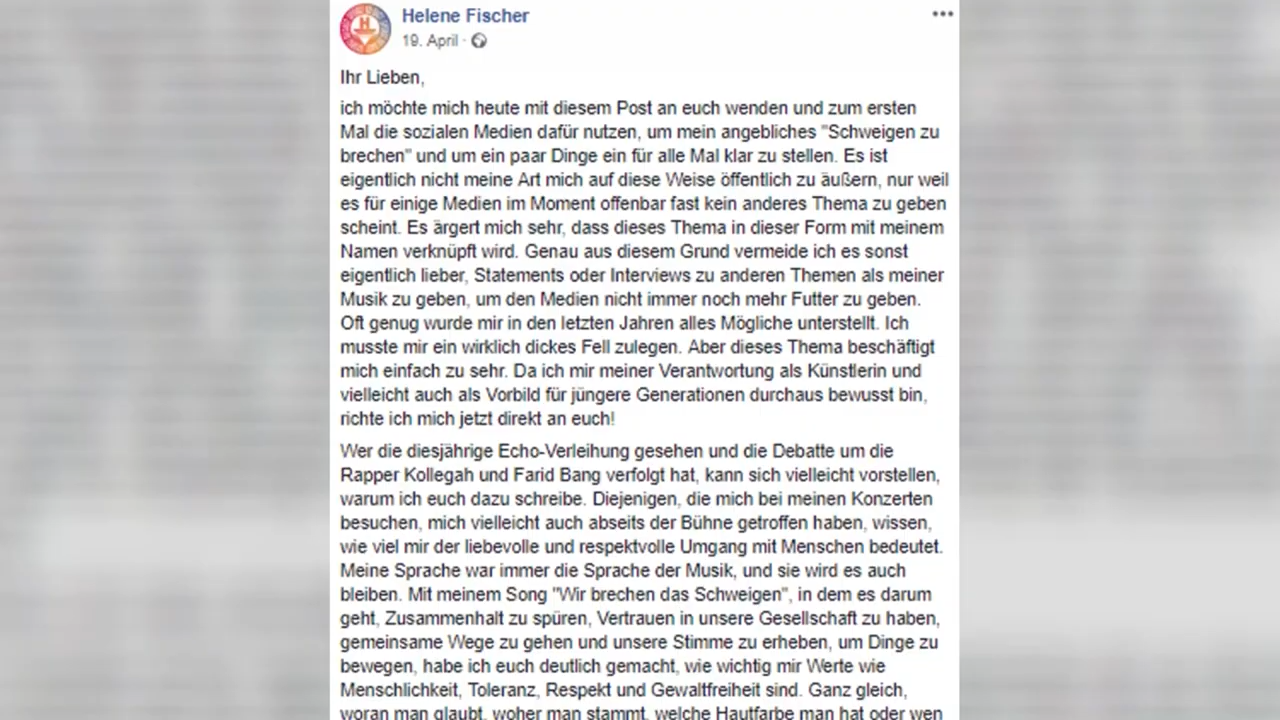 Helene Fischer
19. April ·
Ihr Lieben,
ich möchte mich heute mit diesem Post an euch wenden und zum ersten
Mal die sozialen Medien dafür nutzen, um mein angebliches "Schweigen zu
brechen" und um ein paar Dinge ein für alle Mal klar zu stellen. Es ist
eigentlich nicht meine Art mich auf diese Weise öffentlich zu äußern, nur weil
es für einige Medien im Moment offenbar fast kein anderes Thema zu geben
scheint. Es ärgert mich sehr, dass dieses Thema in dieser Form mit meinem
Namen verknüpft wird. Genau aus diesem Grund vermeide ich es sonst
eigentlich lieber, Statements oder Interviews zu anderen Themen als meiner
Musik zu geben, um den Medien nicht immer noch mehr Futter zu geben.
Oft genug wurde mir in den letzten Jahren alles Mögliche unterstellt. Ich
musste mir ein wirklich dickes Fell zulegen. Aber dieses Thema beschäftigt
mich einfach zu sehr. Da ich mir meiner Verantwortung als Künstlerin und
vielleicht auch als Vorbild für jüngere Generationen durchaus bewusst bin,
richte ich mich jetzt direkt an euch!
Wer die diesjährige Echo-Verleihung gesehen und die Debatte um die
Rapper Kollegah und Farid Bang verfolgt hat, kann sich vielleicht vorstellen,
warum ich euch dazu schreibe. Diejenigen, die mich bei meinen Konzerten
besuchen, mich vielleicht auch abseits der Bühne getroffen haben, wissen,
wie viel mir der liebevolle und respektvolle Umgang mit Menschen bedeutet.
Meine Sprache war immer die Sprache der Musik, und sie wird es auch
bleiben. Mit meinem Song "Wir brechen das Schweigen", in dem es darum
geht, Zusammenhalt zu spüren, Vertrauen in unsere Gesellschaft zu haben,
gemeinsame Wege zu gehen und unsere Stimme zu erheben, um Dinge zu
bewegen, habe ich euch deutlich gemacht, wie wichtig mir Werte wie
Menschlichkeit, Toleranz, Respekt und Gewaltfreiheit sind. Ganz gleich,
woran man glaubt, woher man stammt, welche Hautfarbe man hat oder wen